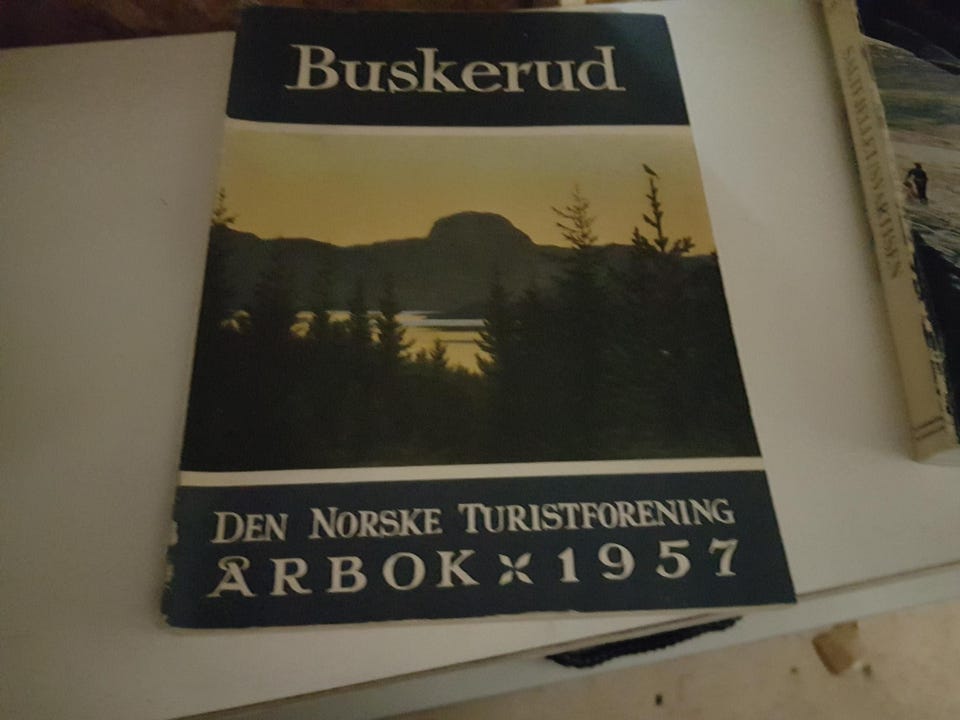 Buskerud
DEN NORSKE TURISTFORENING
ÅRBOK 1957